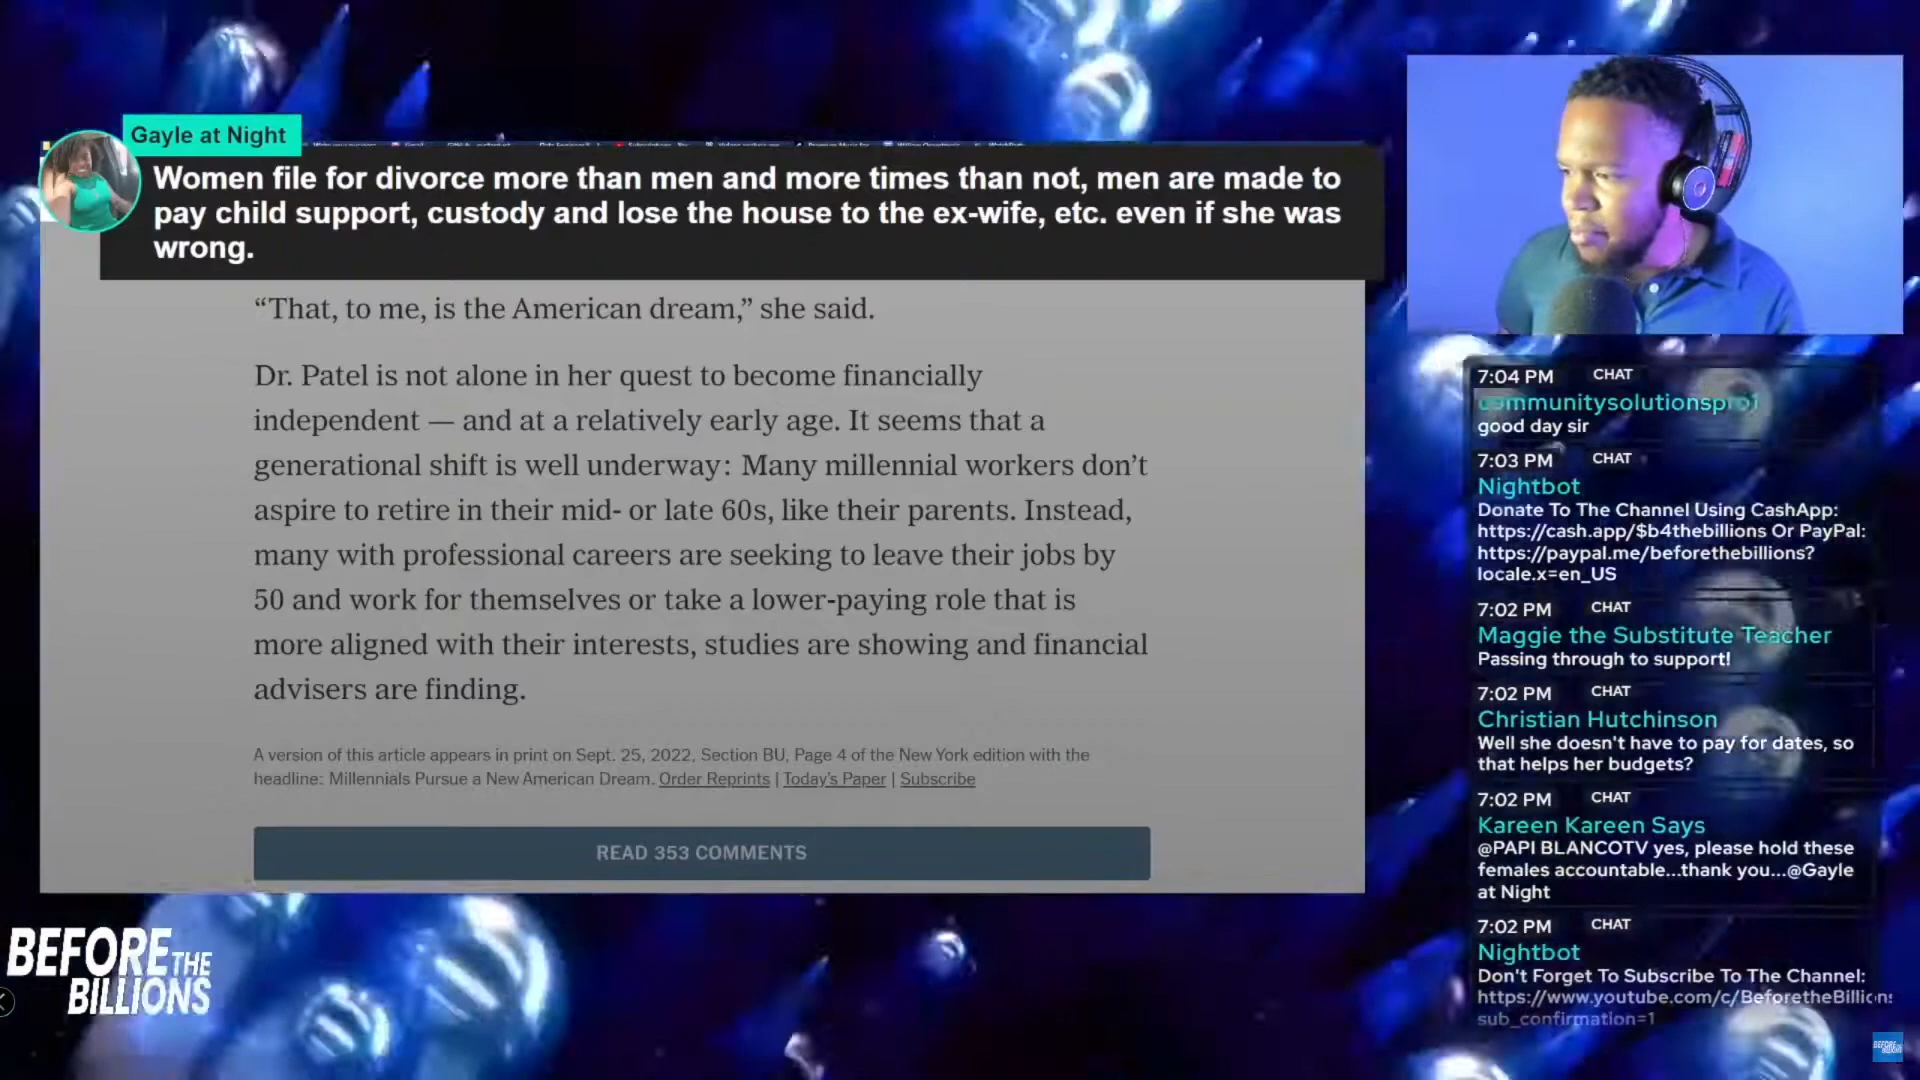 Gayle at Night
Women file for divorce more than men and more times than not, men are made to
pay child support, custody and lose the house to the ex-wife, etc. even if she was
wrong.
“That, to me, is the American dream,” she said.
Dr. Patel is not alone in her quest to become financially
independent — and at a relatively early age. It seems that a
generational shift is well underway: Many millennial workers don’t
aspire to retire in their mid- or late 60s, like their parents. Instead,
many with professional careers are seeking to leave their jobs by
50 and work for themselves or take a lower-paying role that is
more aligned with their interests, studies are showing and financial
advisers are finding.
A version of this article appears in print on Sept. 25, 2022, Section BU, Page 4 of the New York edition with the
headline: Millennials Pursue a New American Dream. Order Reprints | Today’s Paper | Subscribe
READ 353 COMMENTS
BEFORE THE
BILLIONS
7:04 PM CHAT
communitysolutionspro1
good day sir
7:03 PM CHAT
Nightbot
Donate To The Channel Using CashApp:
https://cash.app/$b4thebillions Or PayPal:
https://paypal.me/beforethebillions?
locale.x=en_US
7:02 PM CHAT
Maggie the Substitute Teacher
Passing through to support!
7:02 PM CHAT
Christian Hutchinson
Well she doesn't have to pay for dates, so
that helps her budgets?
7:02 PM CHAT
Kareen Kareen Says
@PAPI BLANCOTV yes, please hold these
females accountable...thank you...@Gayle
at Night
7:02 PM CHAT
Nightbot
Don't Forget To Subscribe To The Channel:
https://www.youtube.com/c/BeforetheBillions
sub_confirmation=1
BEFORE THE
BILLIONS